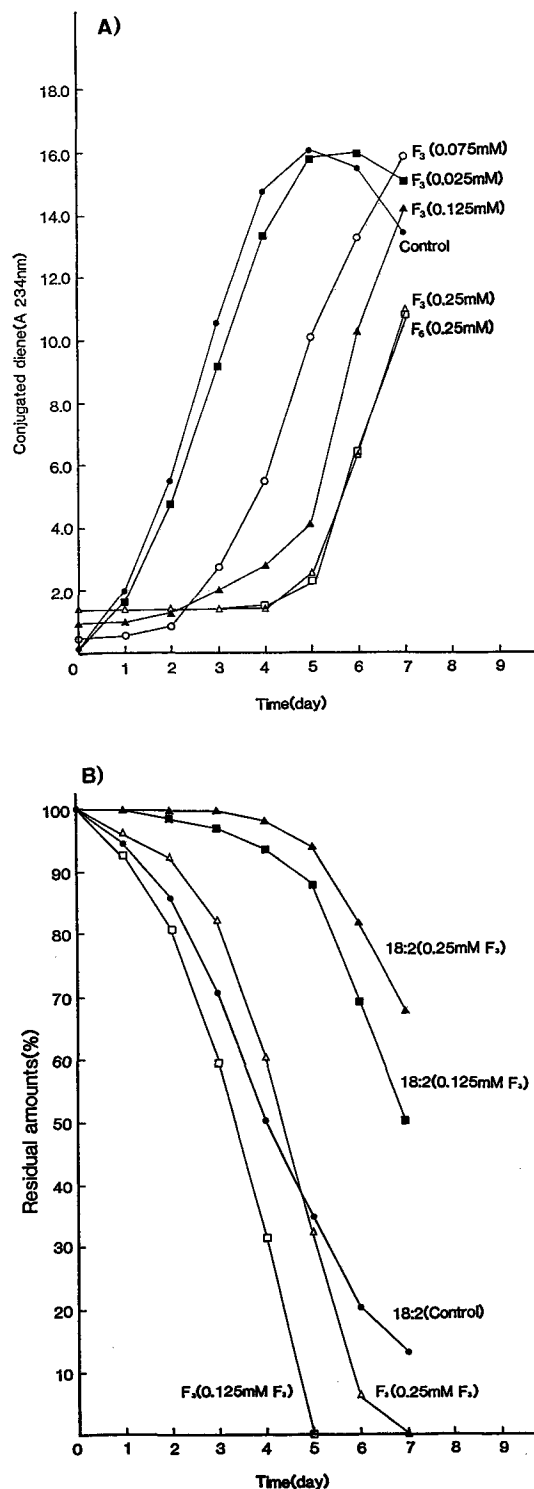 A)
18.0
16.0
14.0
12.0
10.0
8.0
6.0
4.0
2.0
Conjugated diene(A 234nm)
F₃(0.075mM)
F₃(0.025mM)
F₃(0.125mM)
Control
F₃(0.25mM)
F₆(0.25mM)
0 1 2 3 4 5 6 7 8 9
Time(day)
B)
100
90
80
70
60
50
40
30
20
10
Residual amounts(%)
18:2(0.25mM F₃)
18:2(0.125mM F₃)
18:2(Control)
F₃(0.125mM F₃)
F₃(0.25mM F₃)
0 1 2 3 4 5 6 7 8 9
Time(day)